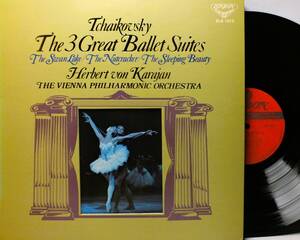 Tchaikovsky
LONDON
The 3 Great Ballet Suites
The Swan Lake · The Nutcracker · The Sleeping Beauty
Herbert von Karajan
THE VIENNA PHILHARMONIC ORCHESTRA